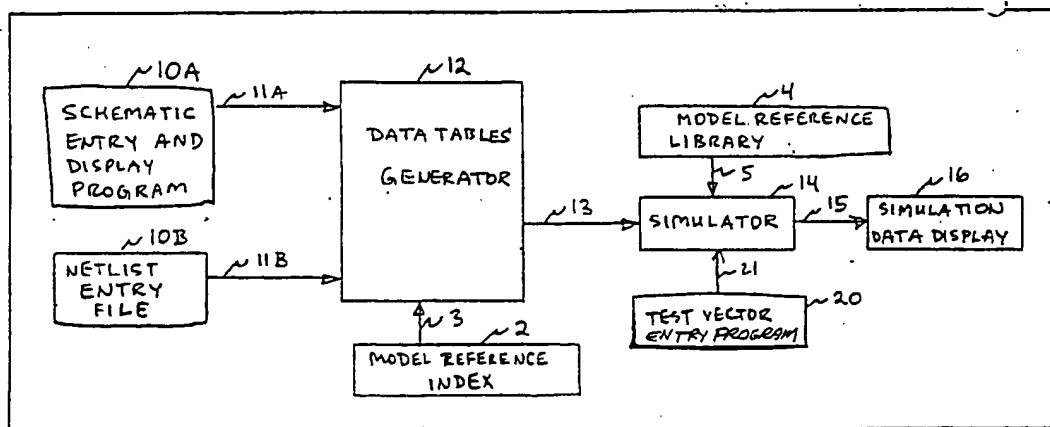 10A
SCHEMATIC
ENTRY AND
DISPLAY
PROGRAM
11A
10B
NETLIST
ENTRY
FILE
11B
12
DATA TABLES
GENERATOR
3
2
MODEL REFERENCE
INDEX
13
4
MODEL REFERENCE
LIBRARY
5
14
SIMULATOR
15
16
SIMULATION
DATA DISPLAY
21
20
TEST VECTOR
ENTRY PROGRAM